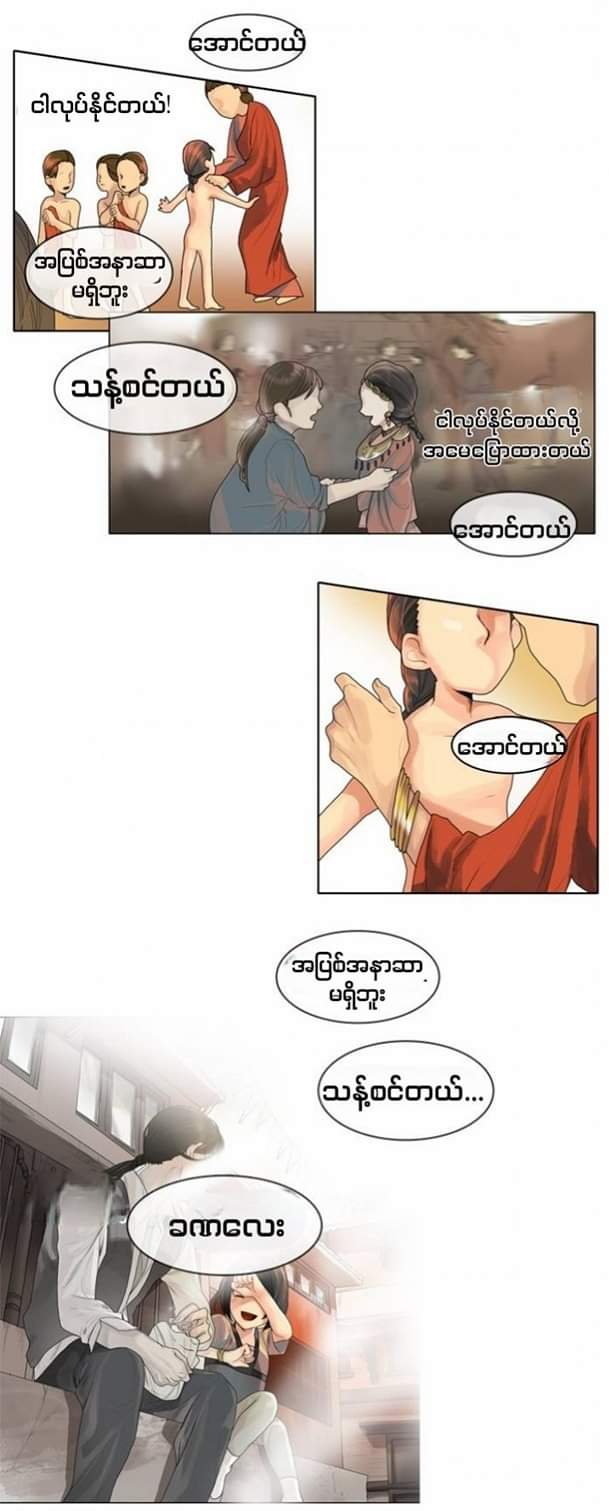 အောင်တယ်
ငါလုပ်နိုင်တယ်!
အပြစ်အနာဆာ
မရှိဘူး
သန့်စင်တယ်
ငါလုပ်နိုင်တယ်လို့
အမေပြောထားတယ်
အောင်တယ်
အောင်တယ်
အပြစ်အနာဆာ
မရှိဘူး
သန့်စင်တယ်...
ခဏလေး